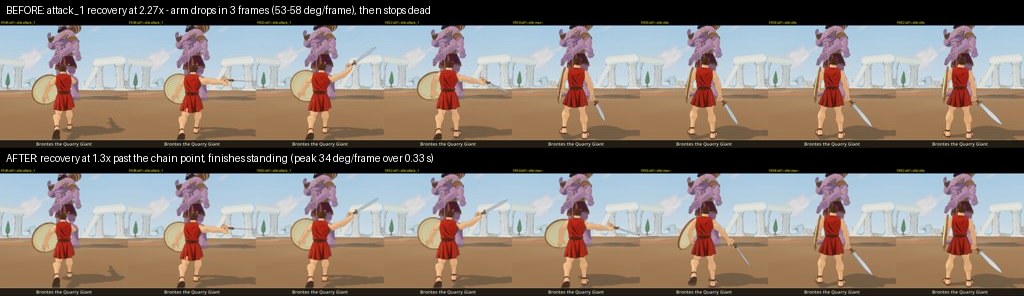 BEFORE: attack_1 recovery at 2.27x - arm drops in 3 frames (53-58 deg/frame), then stops dead
Brontes the Quarry Giant Brontes the Quarry Giant Brontes the Quarry Giant Brontes the Quarry Giant Brontes the Quarry Giant Brontes the Quarry Giant Brontes the Quarry Giant Brontes the Quarry Giant
AFTER: recovery at 1.3x past the chain point, finishes standing (peak 34 deg/frame over 0.33 s)
Brontes the Quarry Giant Brontes the Quarry Giant Brontes the Quarry Giant Brontes the Quarry Giant Brontes the Quarry Giant Brontes the Quarry Giant Brontes the Quarry Giant Brontes the Quarry Giant